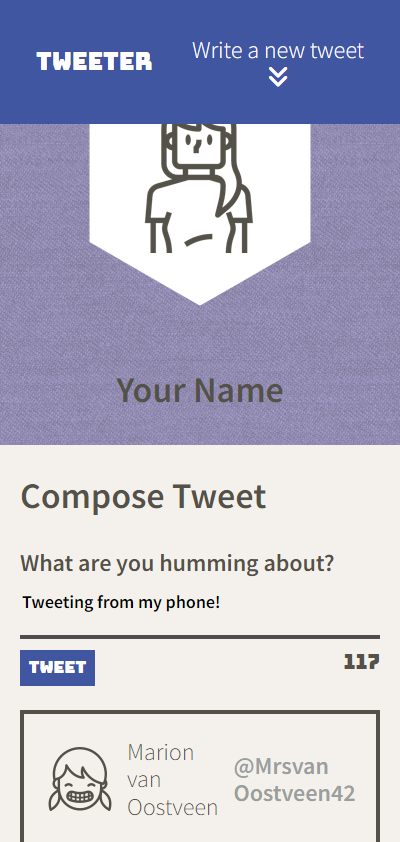 TWEETER
Write a new tweet
Your Name
Compose Tweet
What are you humming about?
Tweeting from my phone!
TWEET
117
Marion
van
Oostveen
@Mrsvan
Oostveen42